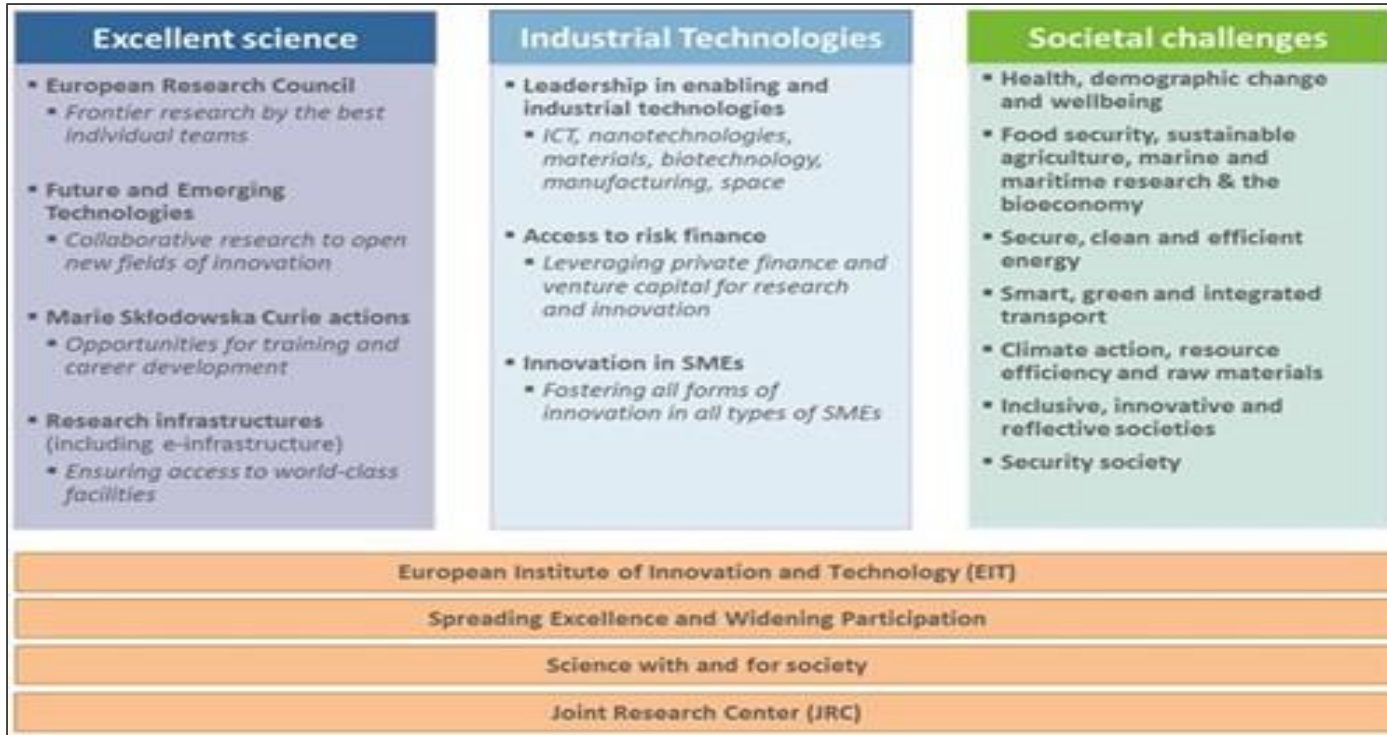 Excellent science
▪ European Research Council
▪ Frontier research by the best
individual teams
▪ Future and Emerging
Technologies
▪ Collaborative research to open
new fields of innovation
▪ Marie Skłodowska Curie actions
▪ Opportunities for training and
career development
▪ Research infrastructures
(including e-infrastructure)
▪ Ensuring access to world-class
facilities
Industrial Technologies
▪ Leadership in enabling and
industrial technologies
▪ ICT, nanotechnologies,
materials, biotechnology,
manufacturing, space
▪ Access to risk finance
▪ Leveraging private finance and
venture capital for research
and innovation
▪ Innovation in SMEs
▪ Fostering all forms of
innovation in all types of SMEs
Societal challenges
▪ Health, demographic change
and wellbeing
▪ Food security, sustainable
agriculture, marine and
maritime research & the
bioeconomy
▪ Secure, clean and efficient
energy
▪ Smart, green and integrated
transport
▪ Climate action, resource
efficiency and raw materials
▪ Inclusive, innovative and
reflective societies
▪ Security society
European Institute of Innovation and Technology (EIT)
Spreading Excellence and Widening Participation
Science with and for society
Joint Research Center (JRC)